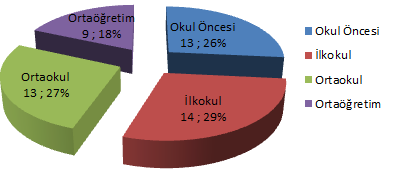 Ortaöğretim
9 ; 18%
Okul Öncesi
13 ; 26%
Ortaokul
13 ; 27%
İlkokul
14 ; 29%
Okul Öncesi
İlkokul
Ortaokul
Ortaöğretim